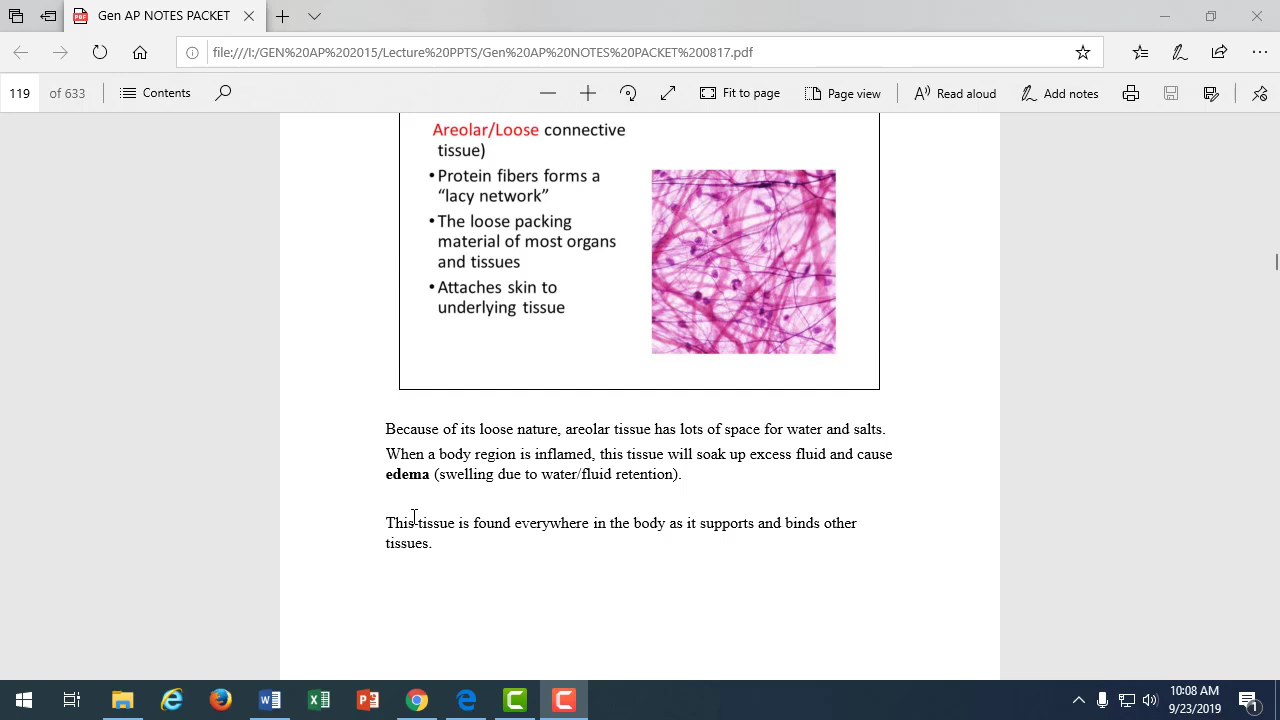 Gen AP NOTES PACKET
file:///I:/GEN%20AP%202015/Lecture%20PPTS/Gen%20AP%20NOTES%20PACKET%200817.pdf
119 of 633 Contents Fit to page Page view Read aloud Add notes
Areolar/Loose connective
tissue)
•Protein fibers forms a
“lacy network”
•The loose packing
material of most organs
and tissues
•Attaches skin to
underlying tissue
Because of its loose nature, areolar tissue has lots of space for water and salts.
When a body region is inflamed, this tissue will soak up excess fluid and cause
edema (swelling due to water/fluid retention).
This tissue is found everywhere in the body as it supports and binds other
tissues.
10:08 AM
9/23/2019